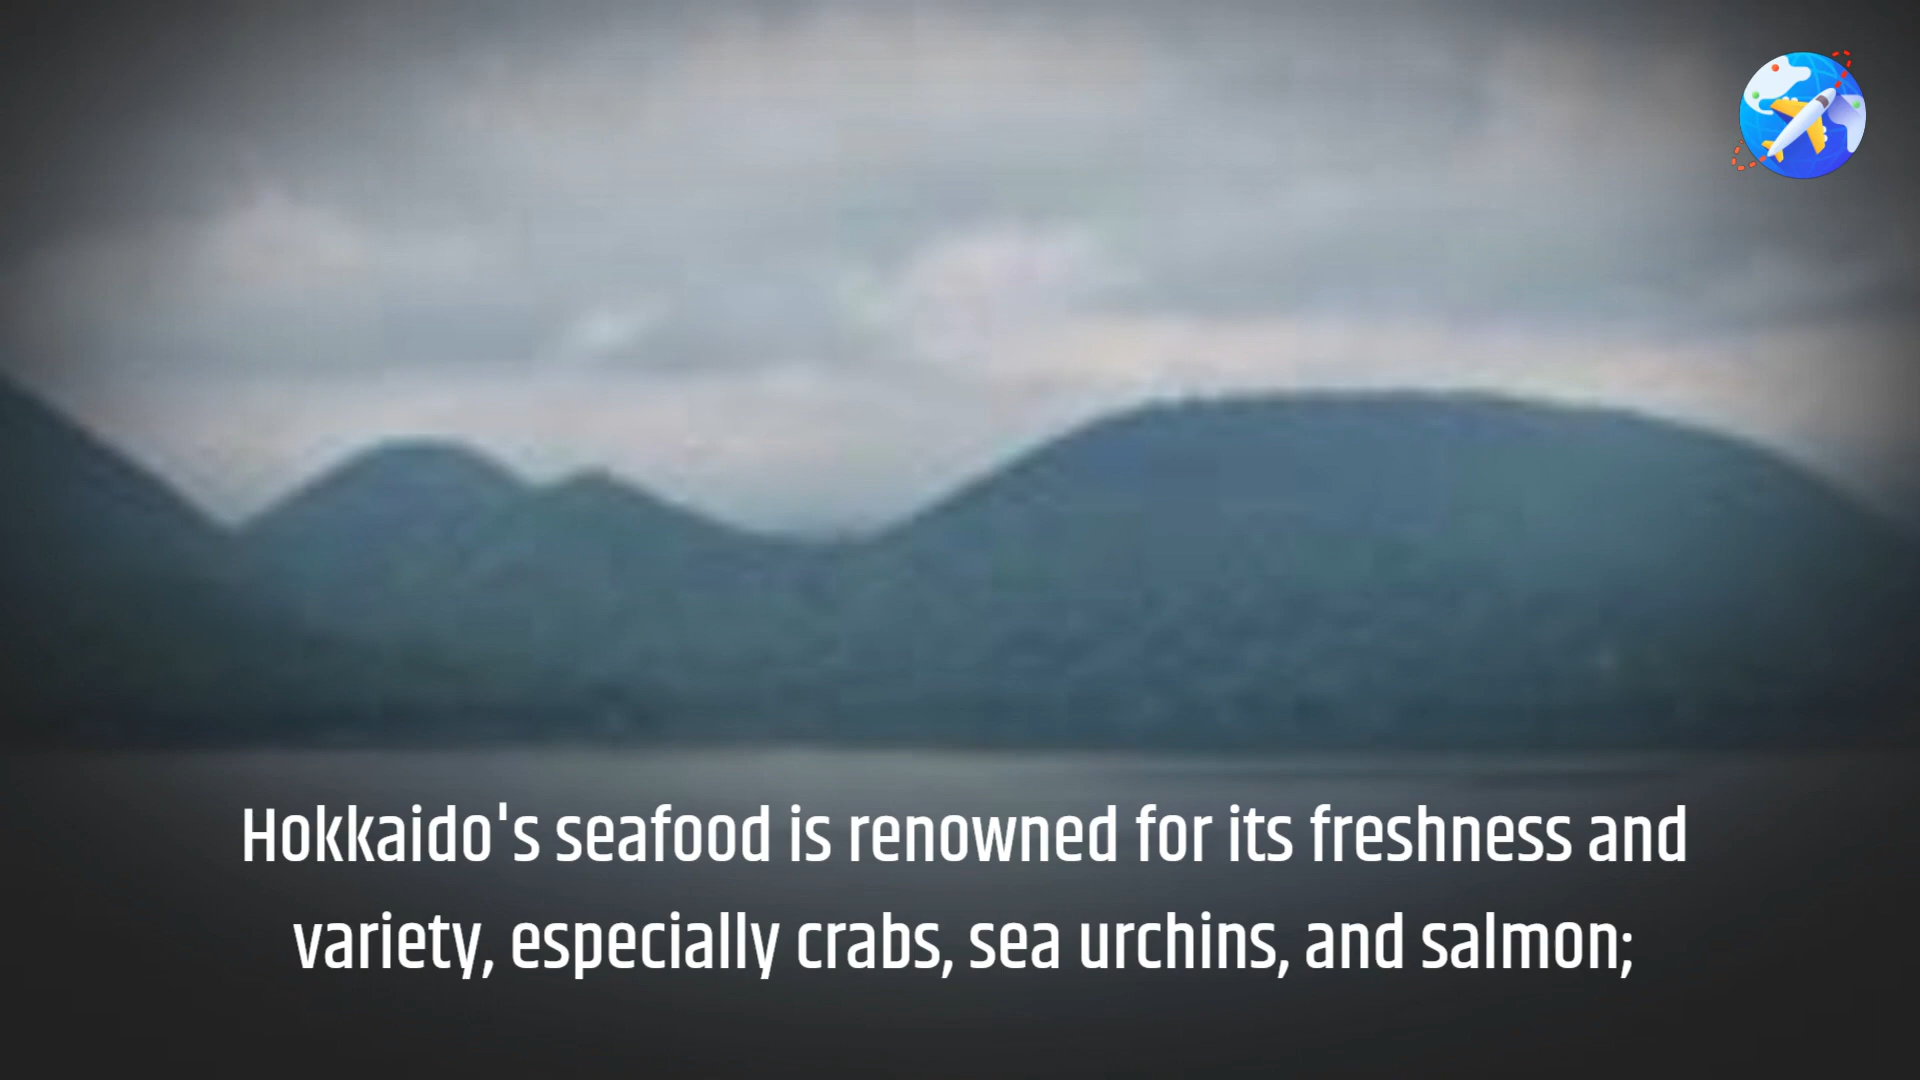 Hokkaido's seafood is renowned for its freshness and
variety, especially crabs, sea urchins, and salmon;